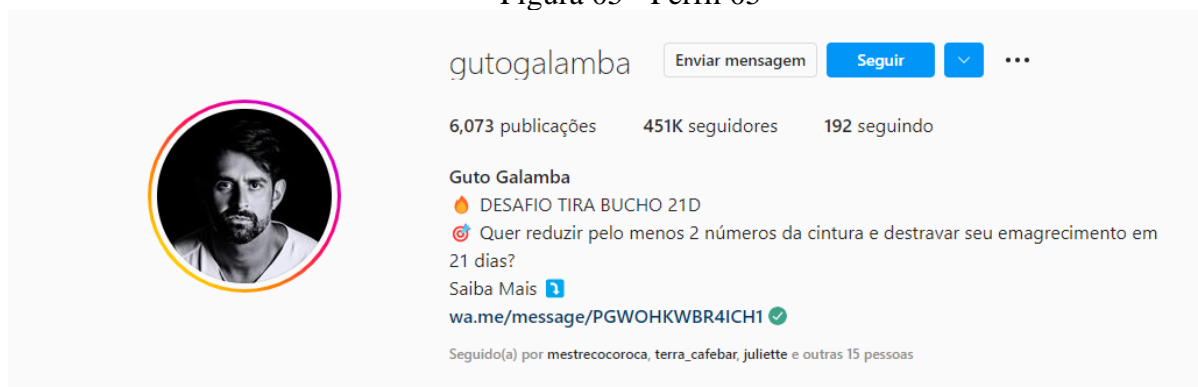 gutogalamba Enviar mensagem Seguir
6,073 publicações 451K seguidores 192 seguindo
Guto Galamba
🔥 DESAFIO TIRA BUCHO 21D
🎯 Quer reduzir pelo menos 2 números da cintura e destravar seu emagrecimento em
21 dias?
Saiba Mais ⤵️
wa.me/message/PGWOHKWBR4ICH1
Seguido(a) por mestrecocoroca, terra_cafebar, juliette e outras 15 pessoas